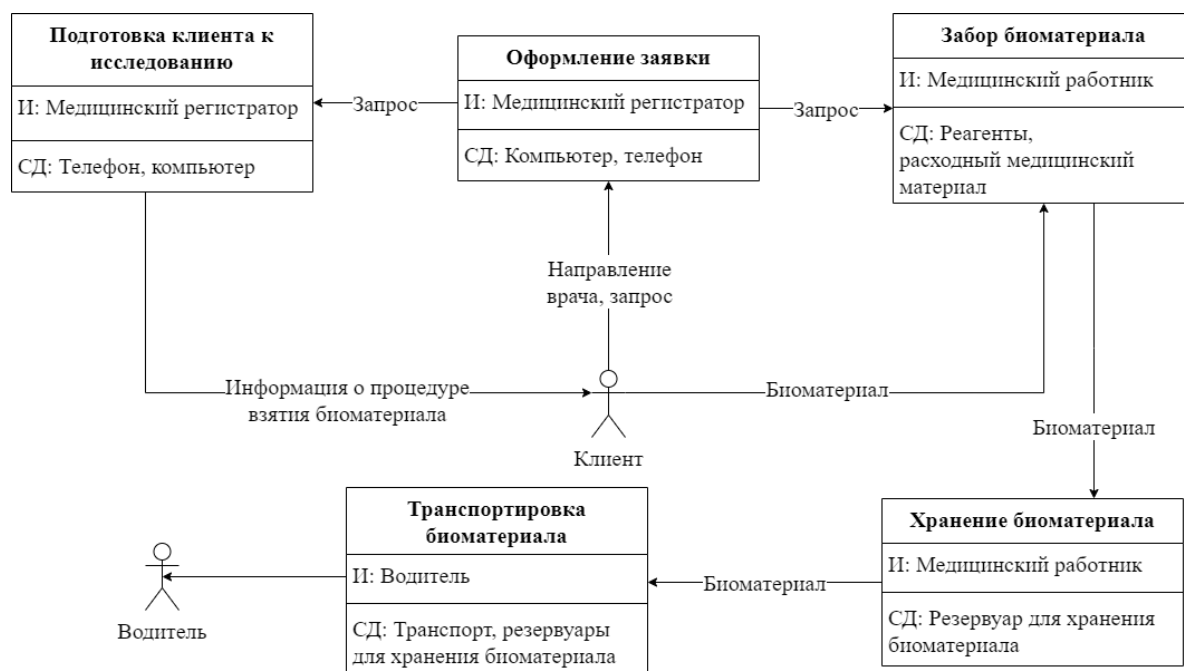 Подготовка клиента к
исследованию
И: Медицинский регистратор
СД: Телефон, компьютер
Запрос
Оформление заявки
И: Медицинский регистратор
СД: Компьютер, телефон
Запрос
Забор биоматериала
И: Медицинский работник
СД: Реагенты,
расходный медицинский
материал
Направление
врача, запрос
Информация о процедуре
взятия биоматериала
Клиент
Биоматериал
Биоматериал
Водитель
Транспортировка
биоматериала
И: Водитель
СД: Транспорт, резервуары
для хранения биоматериала
Биоматериал
Хранение биоматериала
И: Медицинский работник
СД: Резервуар для хранения
биоматериала